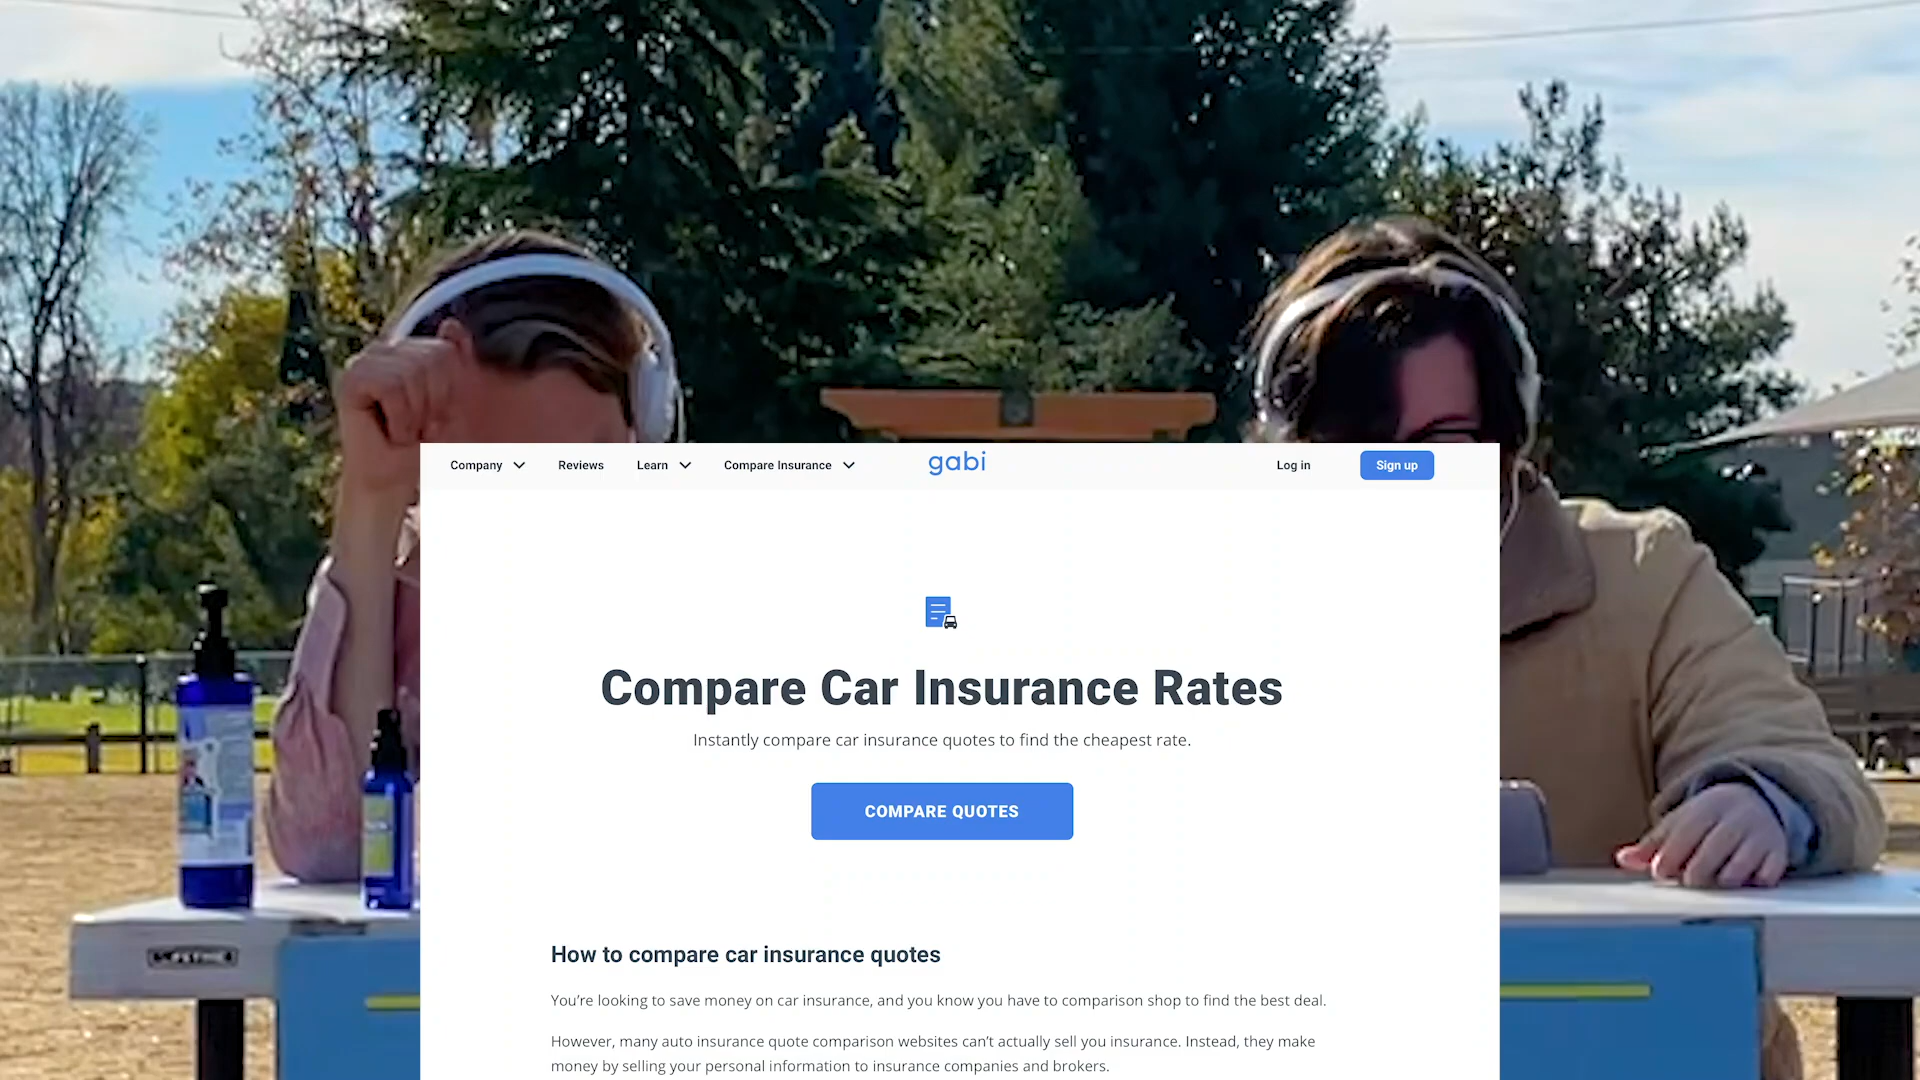 Company Reviews Learn Compare Insurance gabi Log in Sign up
Compare Car Insurance Rates
Instantly compare car insurance quotes to find the cheapest rate.
COMPARE QUOTES
How to compare car insurance quotes
You’re looking to save money on car insurance, and you know you have to comparison shop to find the best deal.
However, many auto insurance quote comparison websites can’t actually sell you insurance. Instead, they make
money by selling your personal information to insurance companies and brokers.
LIFETIME